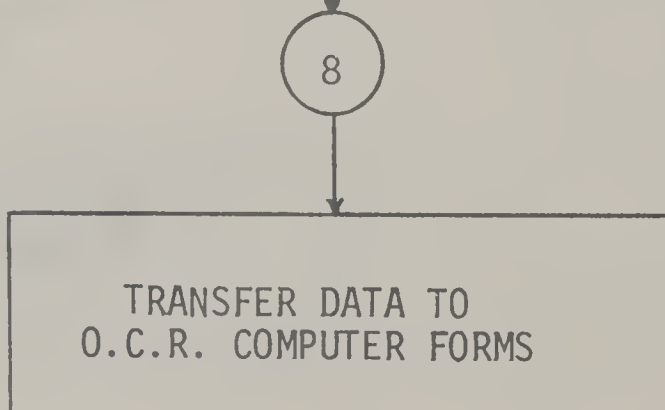 8
TRANSFER DATA TO
O.C.R. COMPUTER FORMS